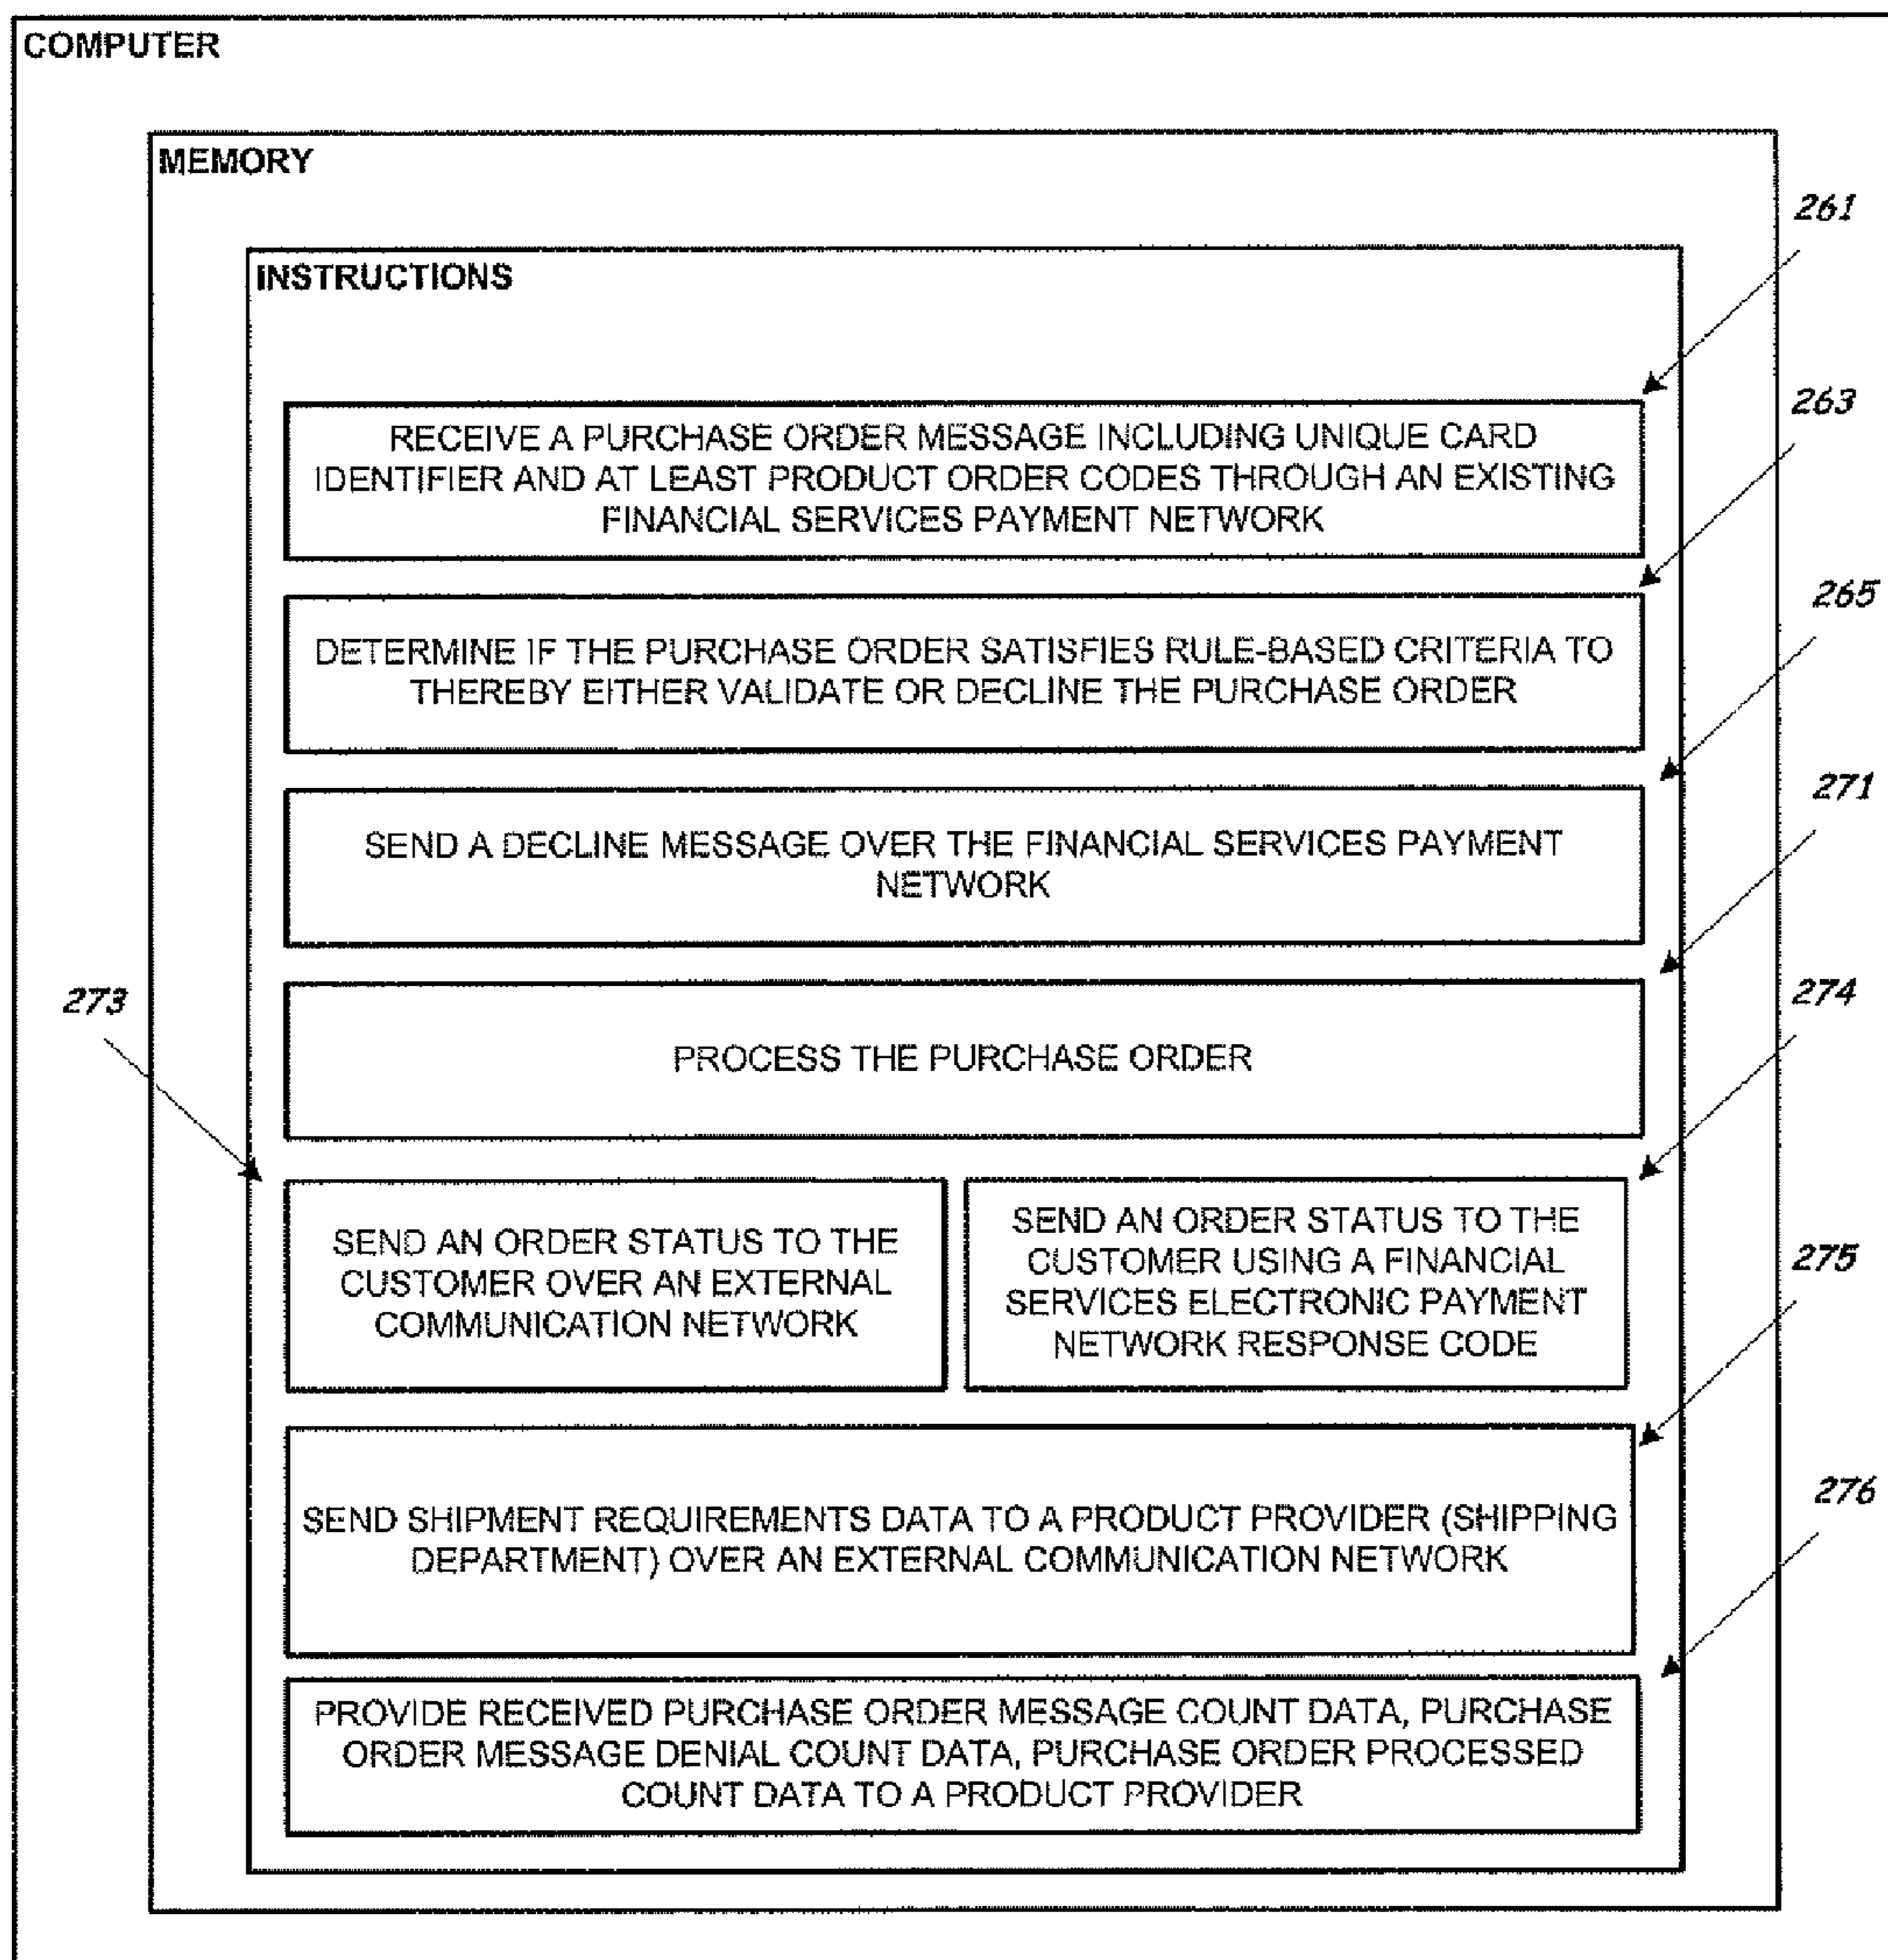 COMPUTER
MEMORY
261
INSTRUCTIONS
263
RECEIVE A PURCHASE ORDER MESSAGE INCLUDING UNIQUE CARD
IDENTIFIER AND AT LEAST PRODUCT ORDER CODES THROUGH AN EXISTING
FINANCIAL SERVICES PAYMENT NETWORK
265
DETERMINE IF THE PURCHASE ORDER SATISFIES RULE-BASED CRITERIA TO
THEREBY EITHER VALIDATE OR DECLINE THE PURCHASE ORDER
271
SEND A DECLINE MESSAGE OVER THE FINANCIAL SERVICES PAYMENT
NETWORK
273
274
PROCESS THE PURCHASE ORDER
SEND AN ORDER STATUS TO THE
CUSTOMER OVER AN EXTERNAL
COMMUNICATION NETWORK
SEND AN ORDER STATUS TO THE
CUSTOMER USING A FINANCIAL
SERVICES ELECTRONIC PAYMENT
NETWORK RESPONSE CODE
275
276
SEND SHIPMENT REQUIREMENTS DATA TO A PRODUCT PROVIDER (SHIPPING
DEPARTMENT) OVER AN EXTERNAL COMMUNICATION NETWORK
PROVIDE RECEIVED PURCHASE ORDER MESSAGE COUNT DATA, PURCHASE
ORDER MESSAGE DENIAL COUNT DATA, PURCHASE ORDER PROCESSED
COUNT DATA TO A PRODUCT PROVIDER